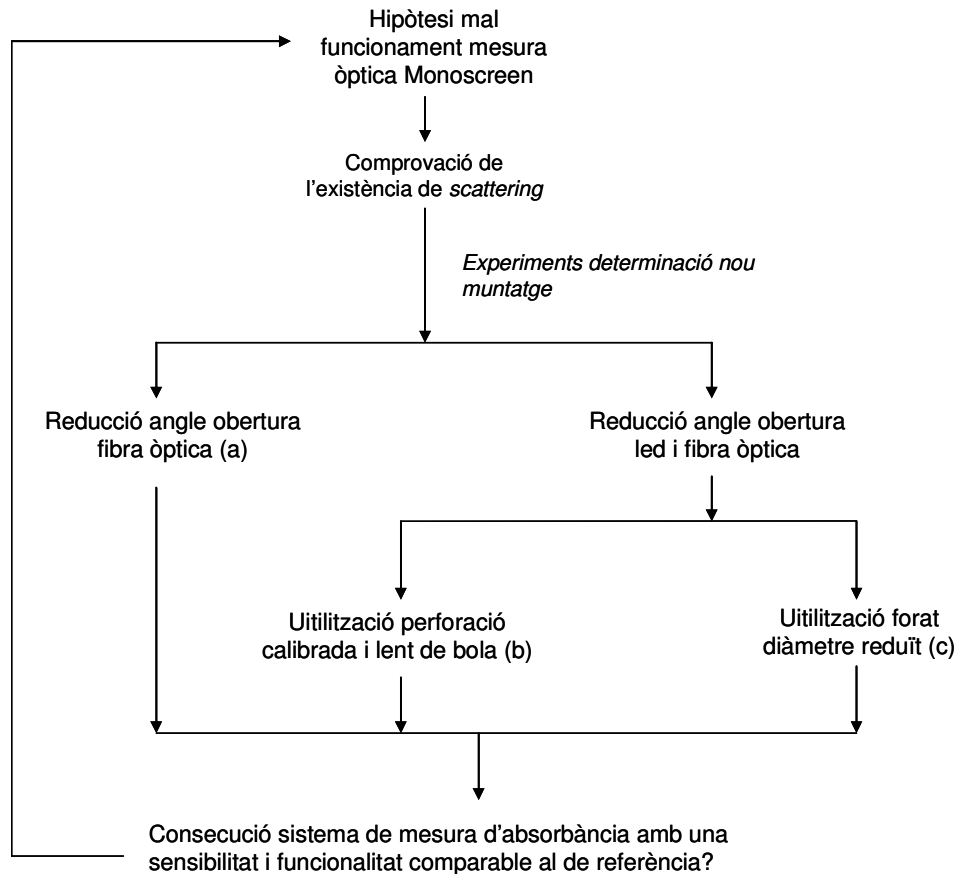 Hipòtesi mal
funcionament mesura
òptica Monoscreen
Comprovació de
l'existència de scattering
Experiments determinació nou
muntatge
Reducció angle obertura
fibra òptica (a)
Reducció angle obertura
led i fibra òptica
Uitilització perforació
calibrada i lent de bola (b)
Uitilització forat
diàmetre reduït (c)
Consecució sistema de mesura d'absorbància amb una
sensibilitat i funcionalitat comparable al de referència?